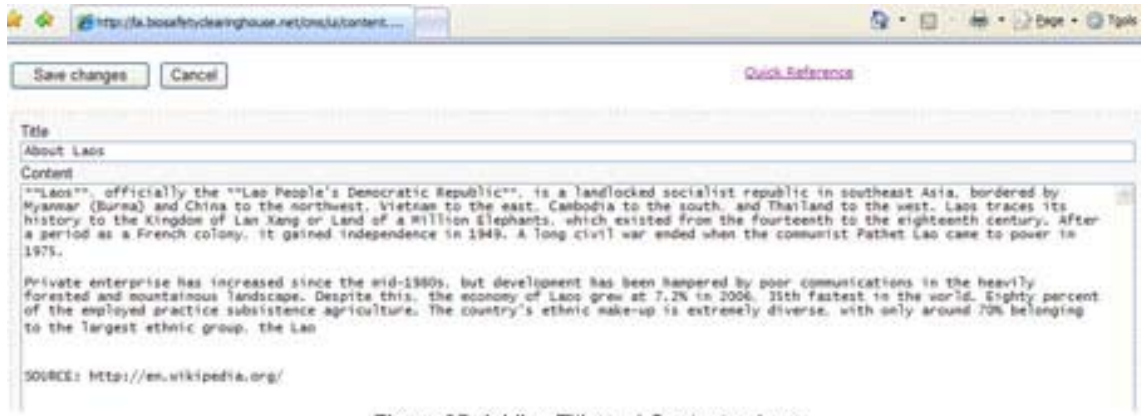 http://la.biosafetyclearinghouse.net/cms/ui/content....
Page Tools
Save changes Cancel Quick Reference
Title
About Laos
Content
**Laos**, officially the **Lao People's Democratic Republic**, is a landlocked socialist republic in southeast Asia, bordered by
Myanmar (Burma) and China to the northwest, Vietnam to the east, Cambodia to the south, and Thailand to the west. Laos traces its
history to the Kingdom of Lan Xang or Land of a Million Elephants, which existed from the fourteenth to the eighteenth century. After
a period as a French colony, it gained independence in 1949. A long civil war ended when the communist Pathet Lao came to power in
1975.
Private enterprise has increased since the mid-1980s, but development has been hampered by poor communications in the heavily
forested and mountainous landscape. Despite this, the economy of Laos grew at 7.2% in 2006, 35th fastest in the world. Eighty percent
of the employed practice subsistence agriculture. The country's ethnic make-up is extremely diverse, with only around 70% belonging
to the largest ethnic group, the Lao
SOURCE: http://en.wikipedia.org/